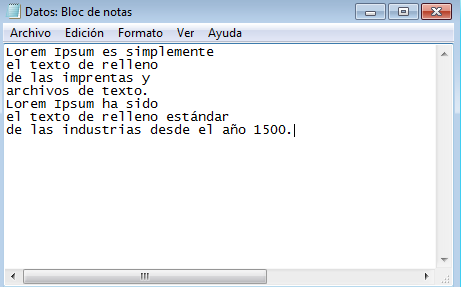 Datos: Bloc de notas
Archivo Edición Formato Ver Ayuda
Lorem Ipsum es simplemente
el texto de relleno
de las imprentas y
archivos de texto.
Lorem Ipsum ha sido
el texto de relleno estándar
de las industrias desde el año 1500.